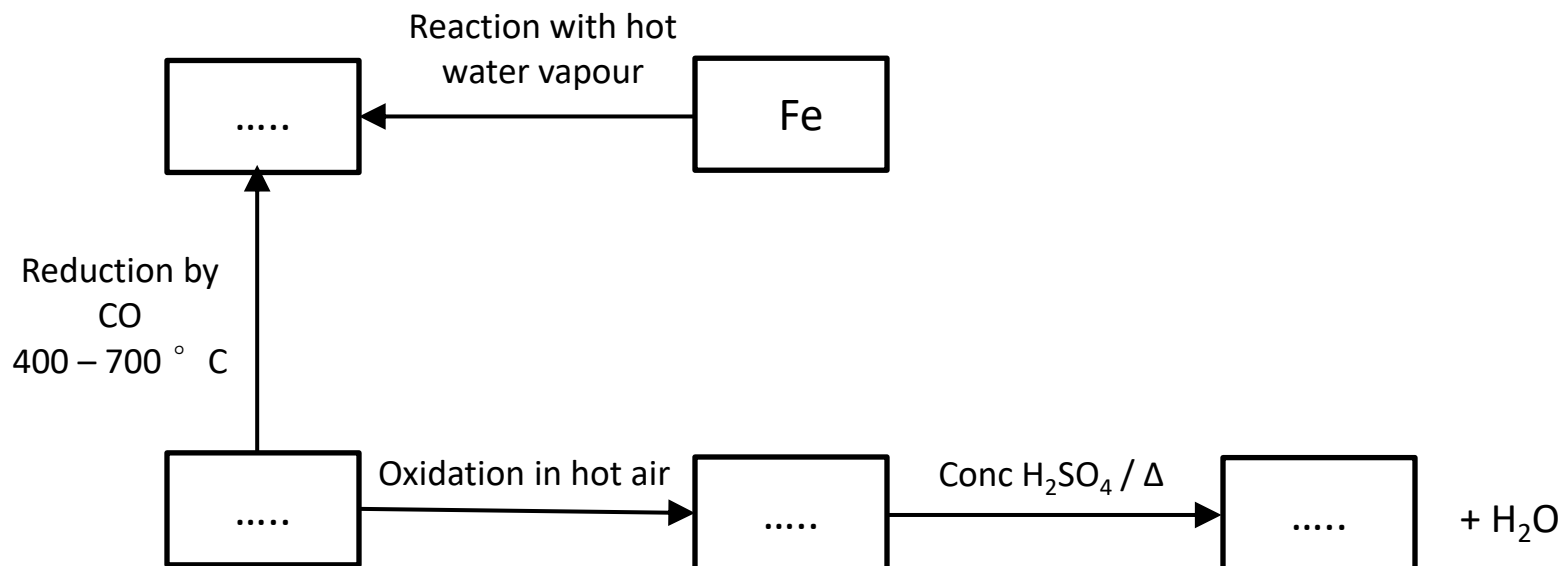 Reaction with hot
water vapour
.....
Fe
Reduction by
CO
400 – 700 ° C
.....
Oxidation in hot air
.....
Conc H₂SO₄ / Δ
.....
+ H₂O